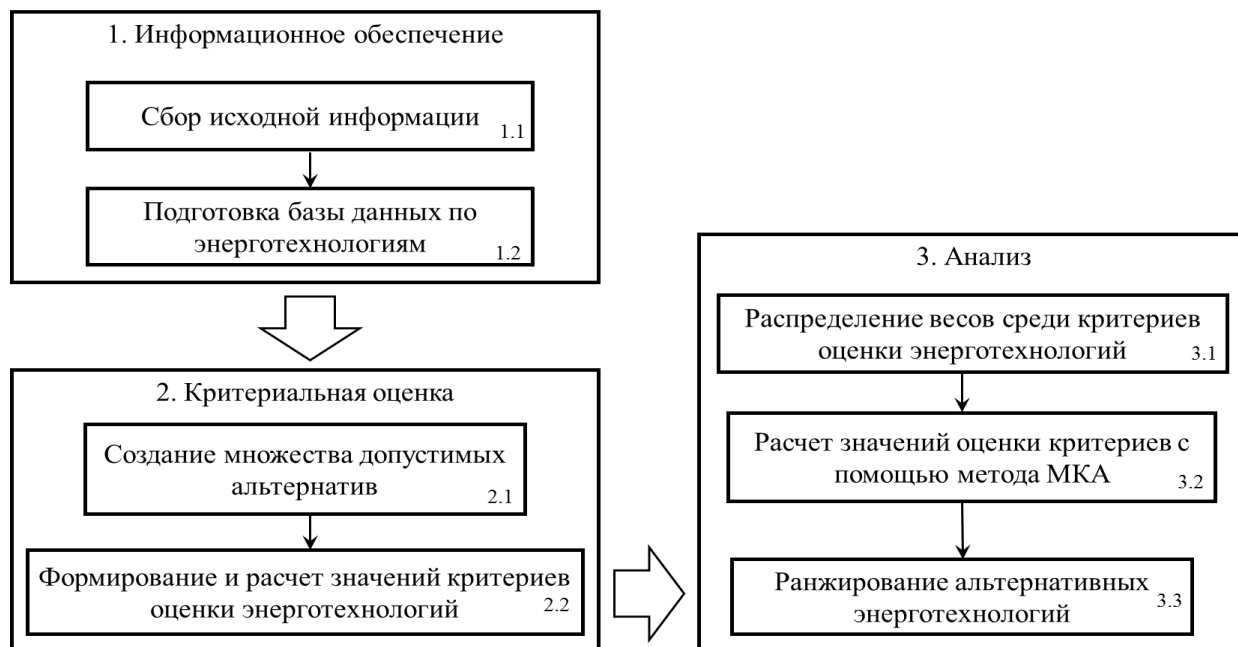 1. Информационное обеспечение
Сбор исходной информации
1.1
Подготовка базы данных по
энерготехнологиям
1.2
2. Критериальная оценка
Создание множества допустимых
альтернатив
2.1
Формирование и расчет значений критериев
оценки энерготехнологий
2.2
3. Анализ
Распределение весов среди критериев
оценки энерготехнологий
3.1
Расчет значений оценки критериев с
помощью метода МКА
3.2
Ранжирование альтернативных
энерготехнологий
3.3